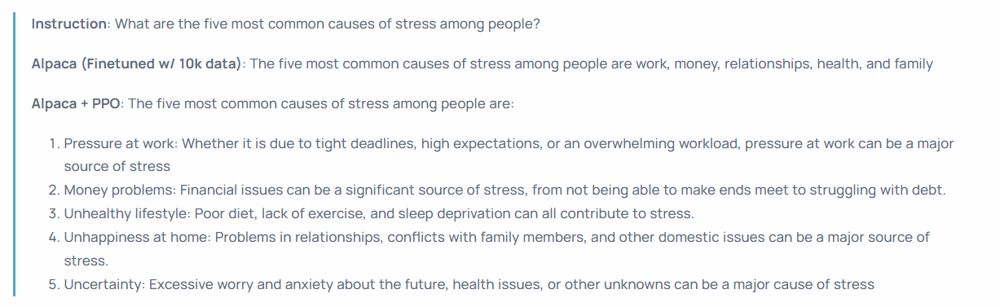 Instruction: What are the five most common causes of stress among people?
Alpaca (Finetuned w/ 10k data): The five most common causes of stress among people are work, money, relationships, health, and family
Alpaca + PPO: The five most common causes of stress among people are:
1. Pressure at work: Whether it is due to tight deadlines, high expectations, or an overwhelming workload, pressure at work can be a major
source of stress
2. Money problems: Financial issues can be a significant source of stress, from not being able to make ends meet to struggling with debt.
3. Unhealthy lifestyle: Poor diet, lack of exercise, and sleep deprivation can all contribute to stress.
4. Unhappiness at home: Problems in relationships, conflicts with family members, and other domestic issues can be a major source of
stress.
5. Uncertainty: Excessive worry and anxiety about the future, health issues, or other unknowns can be a major cause of stress